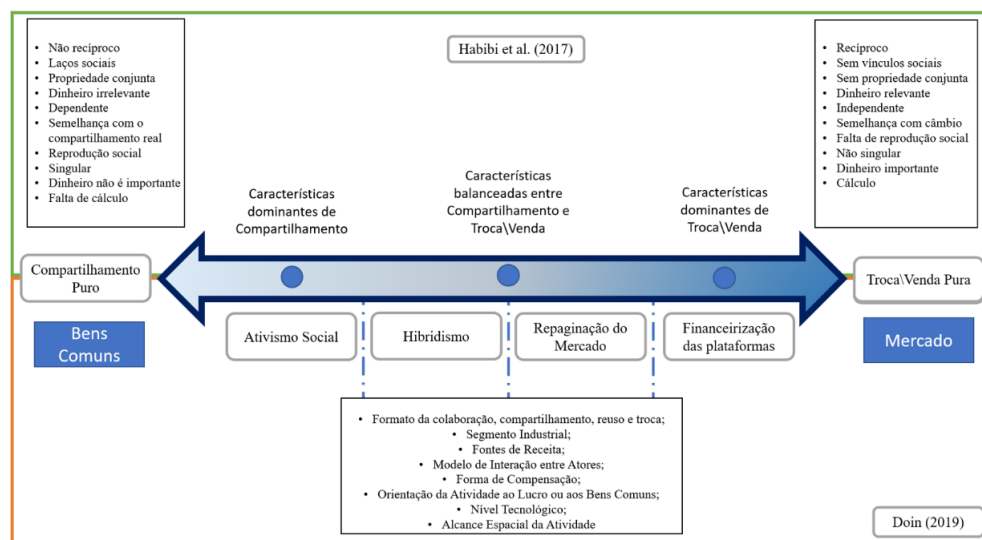 Habibi et al. (2017)
• Não recíproco
• Laços sociais
• Propriedade conjunta
• Dinheiro irrelevante
• Dependente
• Semelhança com o
compartilhamento real
• Reprodução social
• Singular
• Dinheiro não é importante
• Falta de cálculo
• Recíproco
• Sem vínculos sociais
• Sem propriedade conjunta
• Dinheiro relevante
• Independente
• Semelhança com câmbio
• Falta de reprodução social
• Não singular
• Dinheiro importante
• Cálculo
Características
dominantes de
Compartilhamento
Características
balanceadas entre
Compartilhamento e
Troca\Venda
Características
dominantes de
Troca\Venda
Compartilhamento
Puro
Troca\Venda Pura
Bens
Comuns
Ativismo Social
Hibridismo
Repaginação do
Mercado
Financeirização
das plataformas
Mercado
• Formato da colaboração, compartilhamento, reuso e troca;
• Segmento Industrial;
• Fontes de Receita;
• Modelo de Interação entre Atores;
• Forma de Compensação;
• Orientação da Atividade ao Lucro ou aos Bens Comuns;
• Nível Tecnológico;
• Alcance Espacial da Atividade
Doin (2019)